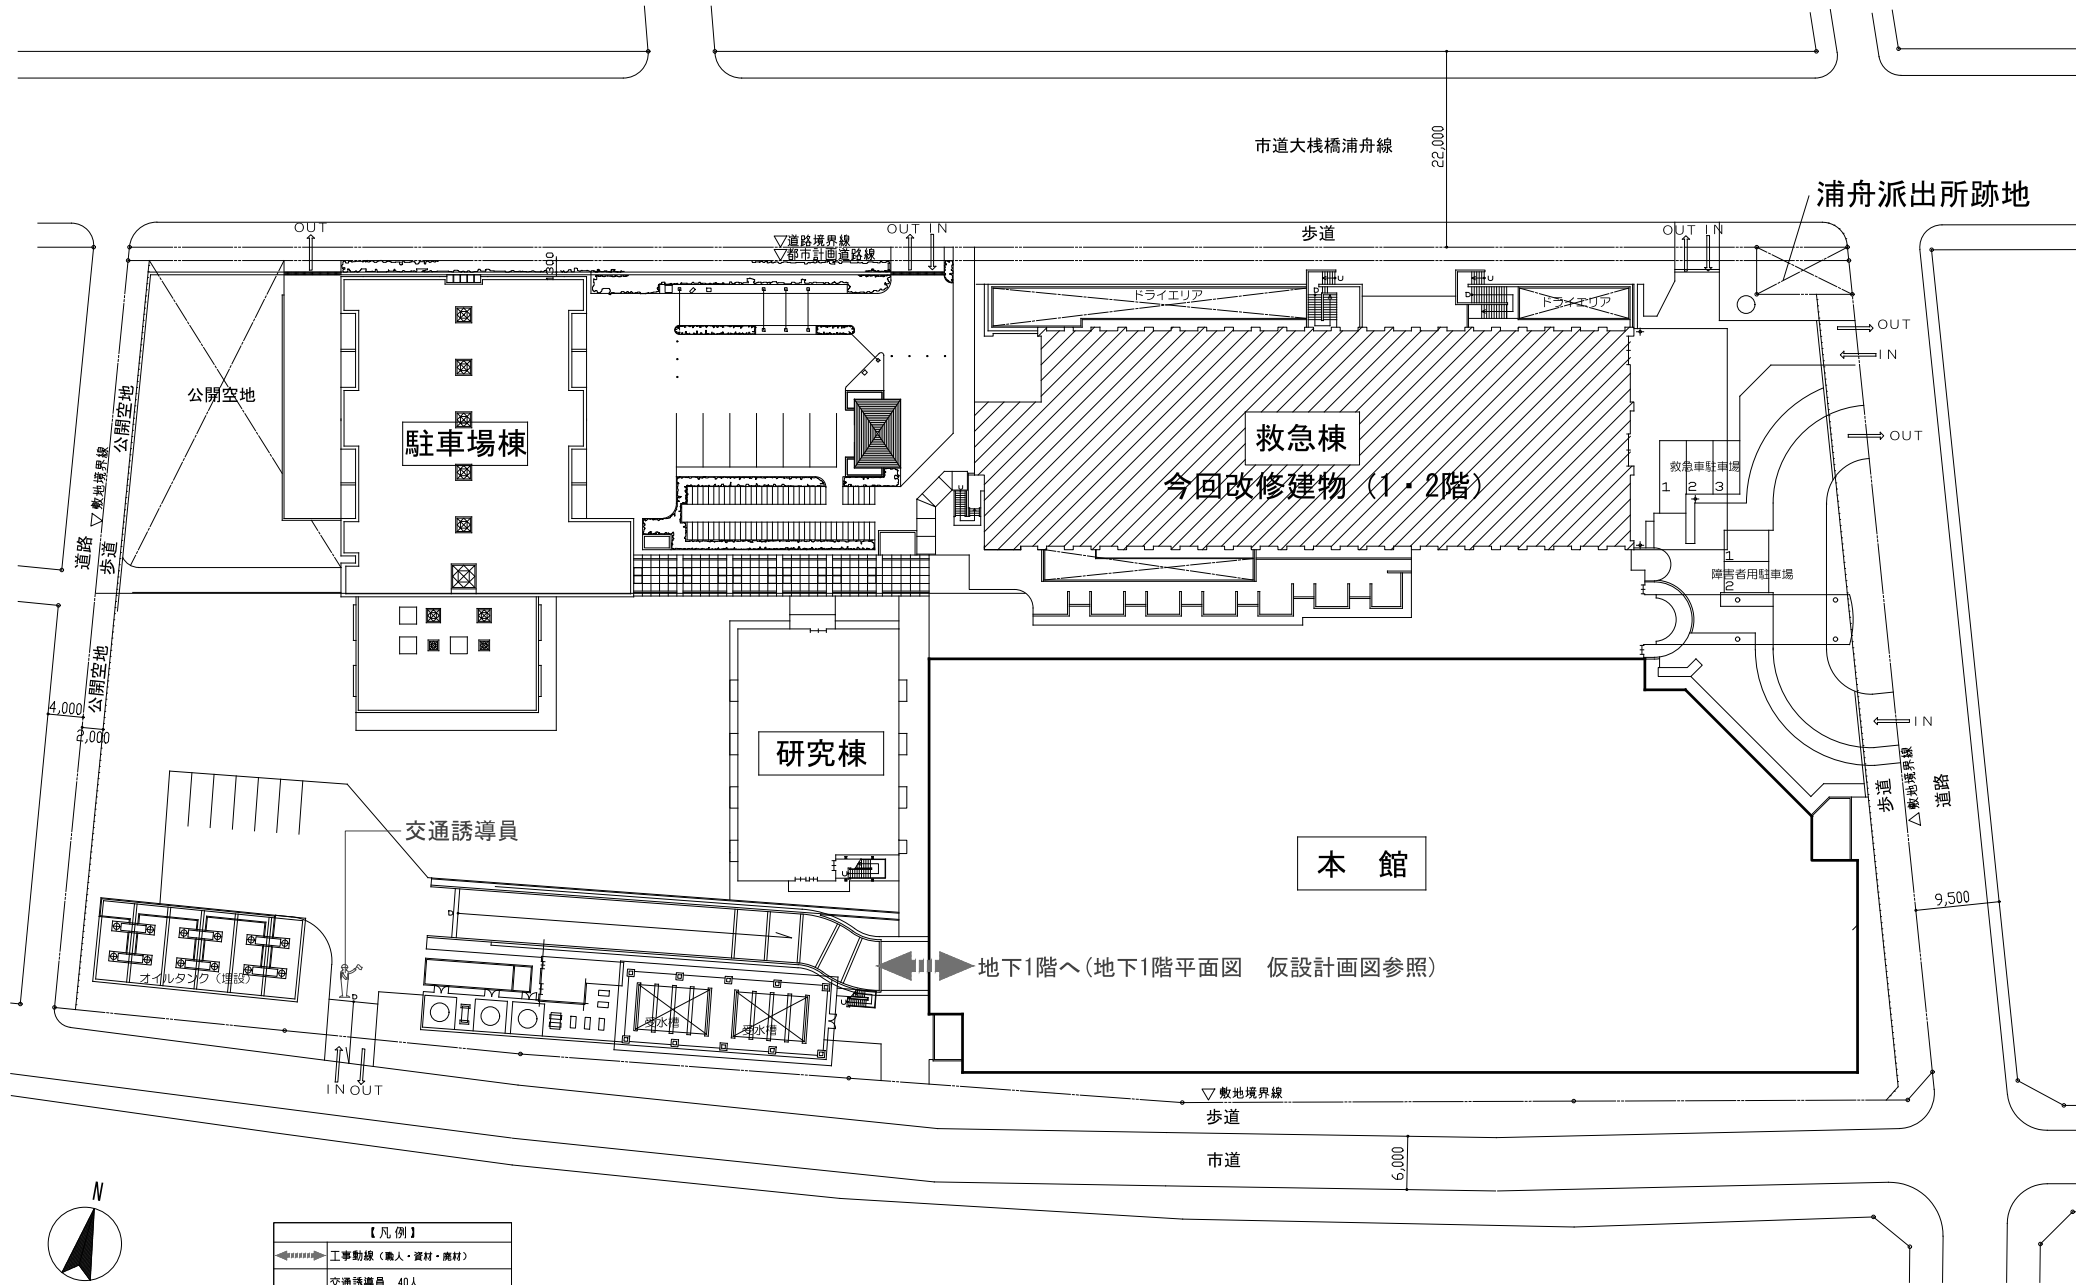 市道大桟橋浦舟線
22,000
浦舟派出所跡地
OUT
▽道路境界線
▽都市計画道路線
1300
OUT IN
歩道
OUT IN
ドライエリア
U
D
U
ドライエリア
OUT
IN
公開空地
公開空地
駐車場棟
救急棟
今回改修建物（1・2階）
OUT
救急車駐車場
1 2 3
▽敷地境界線
道路
歩道
U
1
障害者用駐車場
2
公開空地
4,000
2,000
研究棟
IN
▽敷地境界線
歩道
道路
交通誘導員
本 館
U
9,500
D
オイルタンク（埋設）
地下1階へ(地下1階平面図 仮設計画図参照)
D
受水槽
受水槽
U
IN OUT
▽敷地境界線
歩道
市道
6,000
N
【凡例】
工事動線（職人・資材・廃材）
交通誘導員 40人